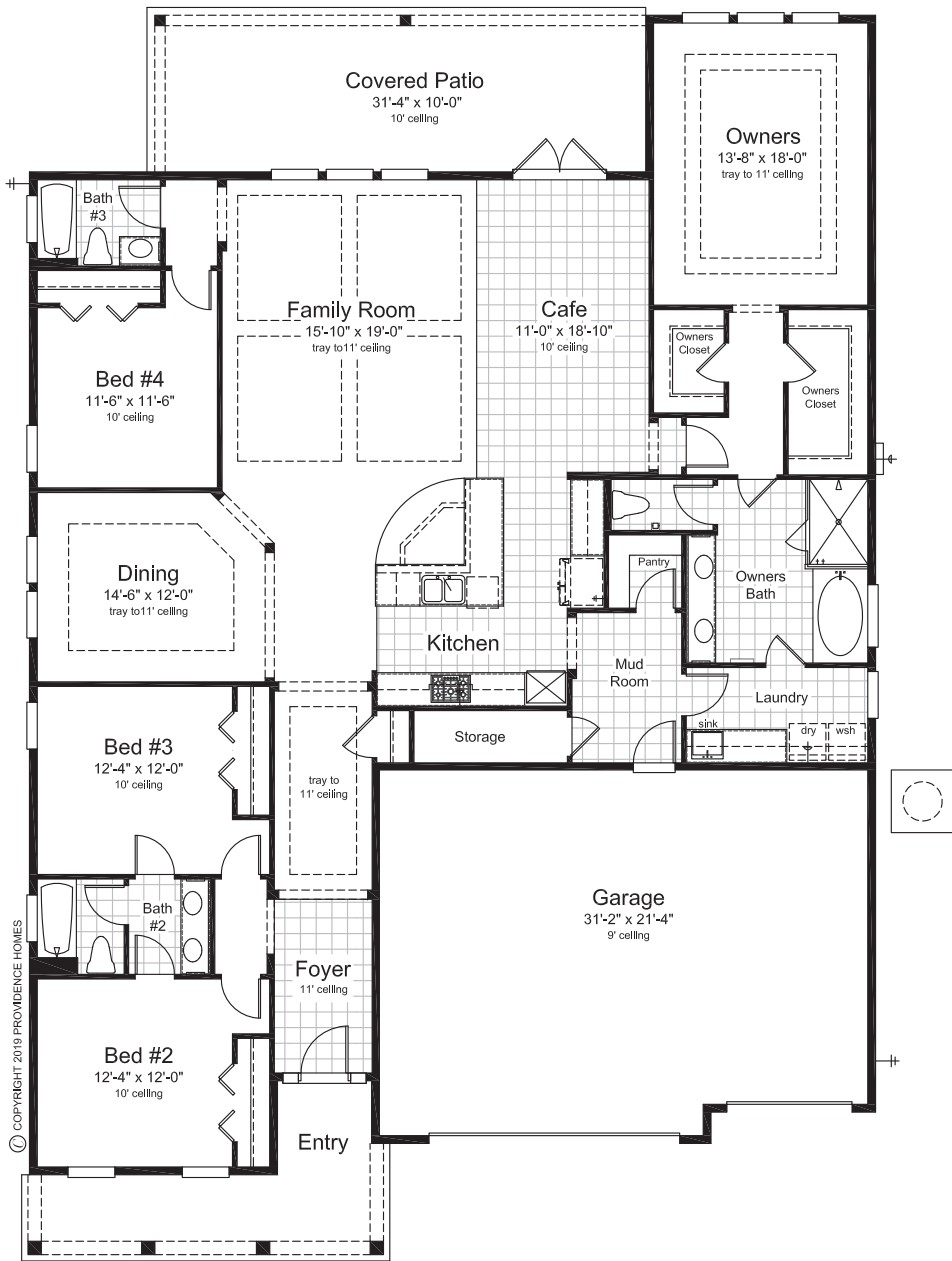 Covered Patio
31'-4" x 10'-0"
10' ceiling
Owners
13'-8" x 18'-0"
tray to 11' ceiling
Bath
#3
Family Room
15'-10" x 19'-0"
tray to11' ceiling
Cafe
11'-0" x 18'-10"
10' ceiling
Owners
Closet
Owners
Closet
Bed #4
11'-6" x 11'-6"
10' ceiling
Dining
14'-6" x 12'-0"
tray to11' ceiling
Pantry
Owners
Bath
Kitchen
Mud
Room
Laundry
sink
dry
wsh
Storage
Bed #3
12'-4" x 12'-0"
10' ceiling
tray to
11' ceiling
Bath
#2
Garage
31'-2" x 21'-4"
9' ceiling
Foyer
11' ceiling
Bed #2
12'-4" x 12'-0"
10' ceiling
Entry
© COPYRIGHT 2019 PROVIDENCE HOMES